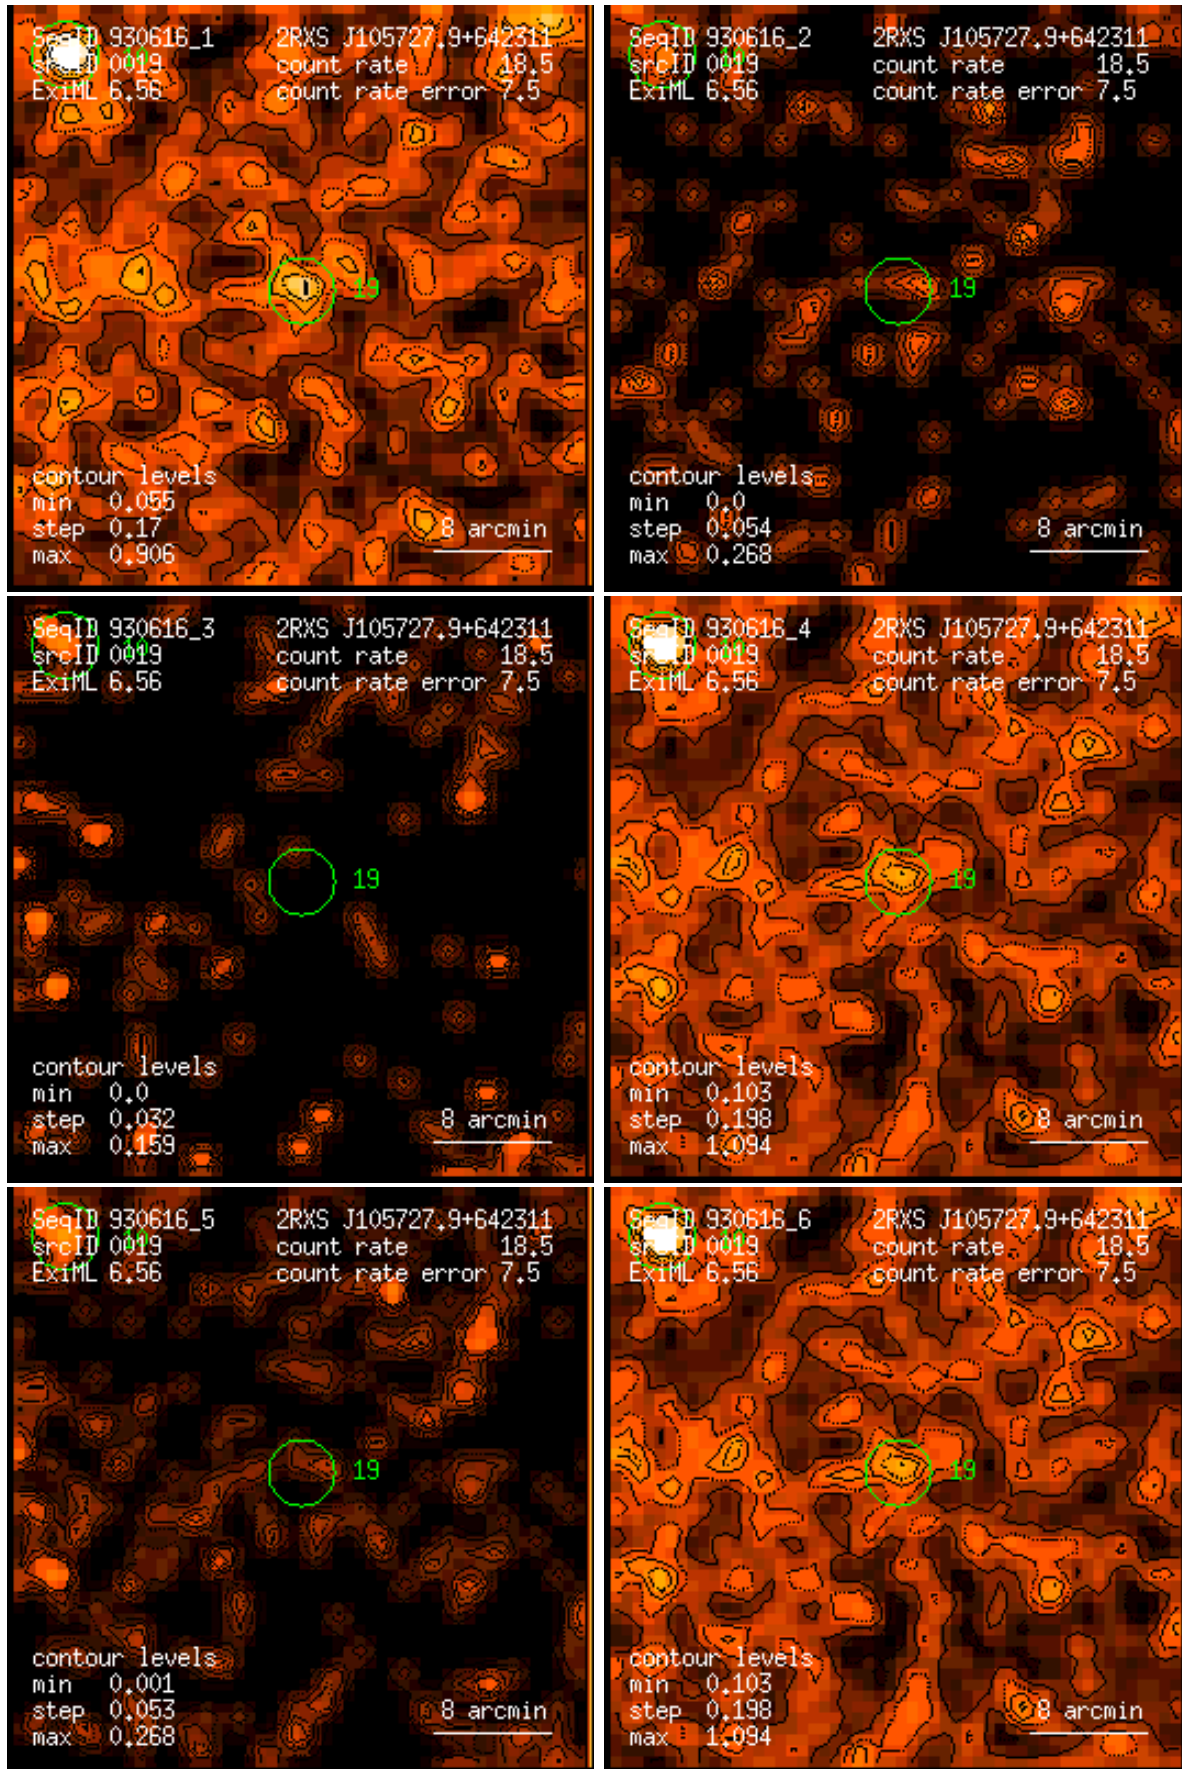 SeqID 930616_1 2RXS J105727.9+642311
srcID 0019 count rate 18.5
ExiML 6.56 count rate error 7.5
19
contour levels
min 0.055
step 0.17 8 arcmin
max 0.906
SeqID 930616_2 2RXS J105727.9+642311
srcID 0019 count rate 18.5
ExiML 6.56 count rate error 7.5
19
contour levels
min 0.0
step 0.054 8 arcmin
max 0.268
SeqID 930616_3 2RXS J105727.9+642311
srcID 0019 count rate 18.5
ExiML 6.56 count rate error 7.5
19
contour levels
min 0.0
step 0.032 8 arcmin
max 0.159
SeqID 930616_4 2RXS J105727.9+642311
srcID 0019 count rate 18.5
ExiML 6.56 count rate error 7.5
19
contour levels
min 0.103
step 0.198 8 arcmin
max 1.094
SeqID 930616_5 2RXS J105727.9+642311
srcID 0019 count rate 18.5
ExiML 6.56 count rate error 7.5
19
contour levels
min 0.001
step 0.053 8 arcmin
max 0.268
SeqID 930616_6 2RXS J105727.9+642311
srcID 0019 count rate 18.5
ExiML 6.56 count rate error 7.5
19
contour levels
min 0.103
step 0.198 8 arcmin
max 1.094